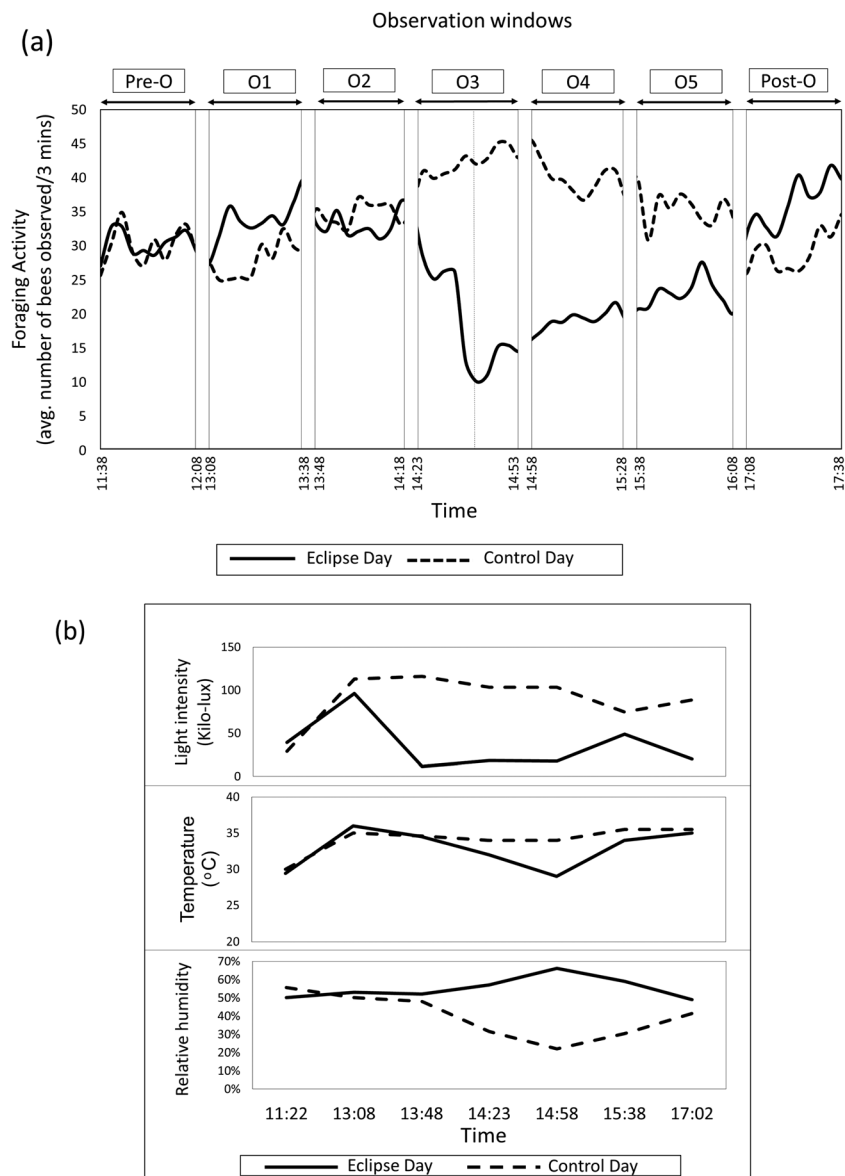 Observation windows
(a)
Pre-O O1 O2 O3 O4 O5 Post-O
Foraging Activity
(avg. number of bees observed/3 mins)
50
45
40
35
30
25
20
15
10
5
0
11:38 12:08 13:08 13:38 13:48 14:18 14:23 14:53 14:58 15:28 15:38 16:08 17:08 17:38
Time
Eclipse Day Control Day
(b)
Light intensity
(Kilo-lux)
150
100
50
0
Temperature
(oC)
40
35
30
25
20
Relative humidity
70%
60%
50%
40%
30%
20%
10%
0%
11:22 13:08 13:48 14:23 14:58 15:38 17:02
Time
Eclipse Day Control Day